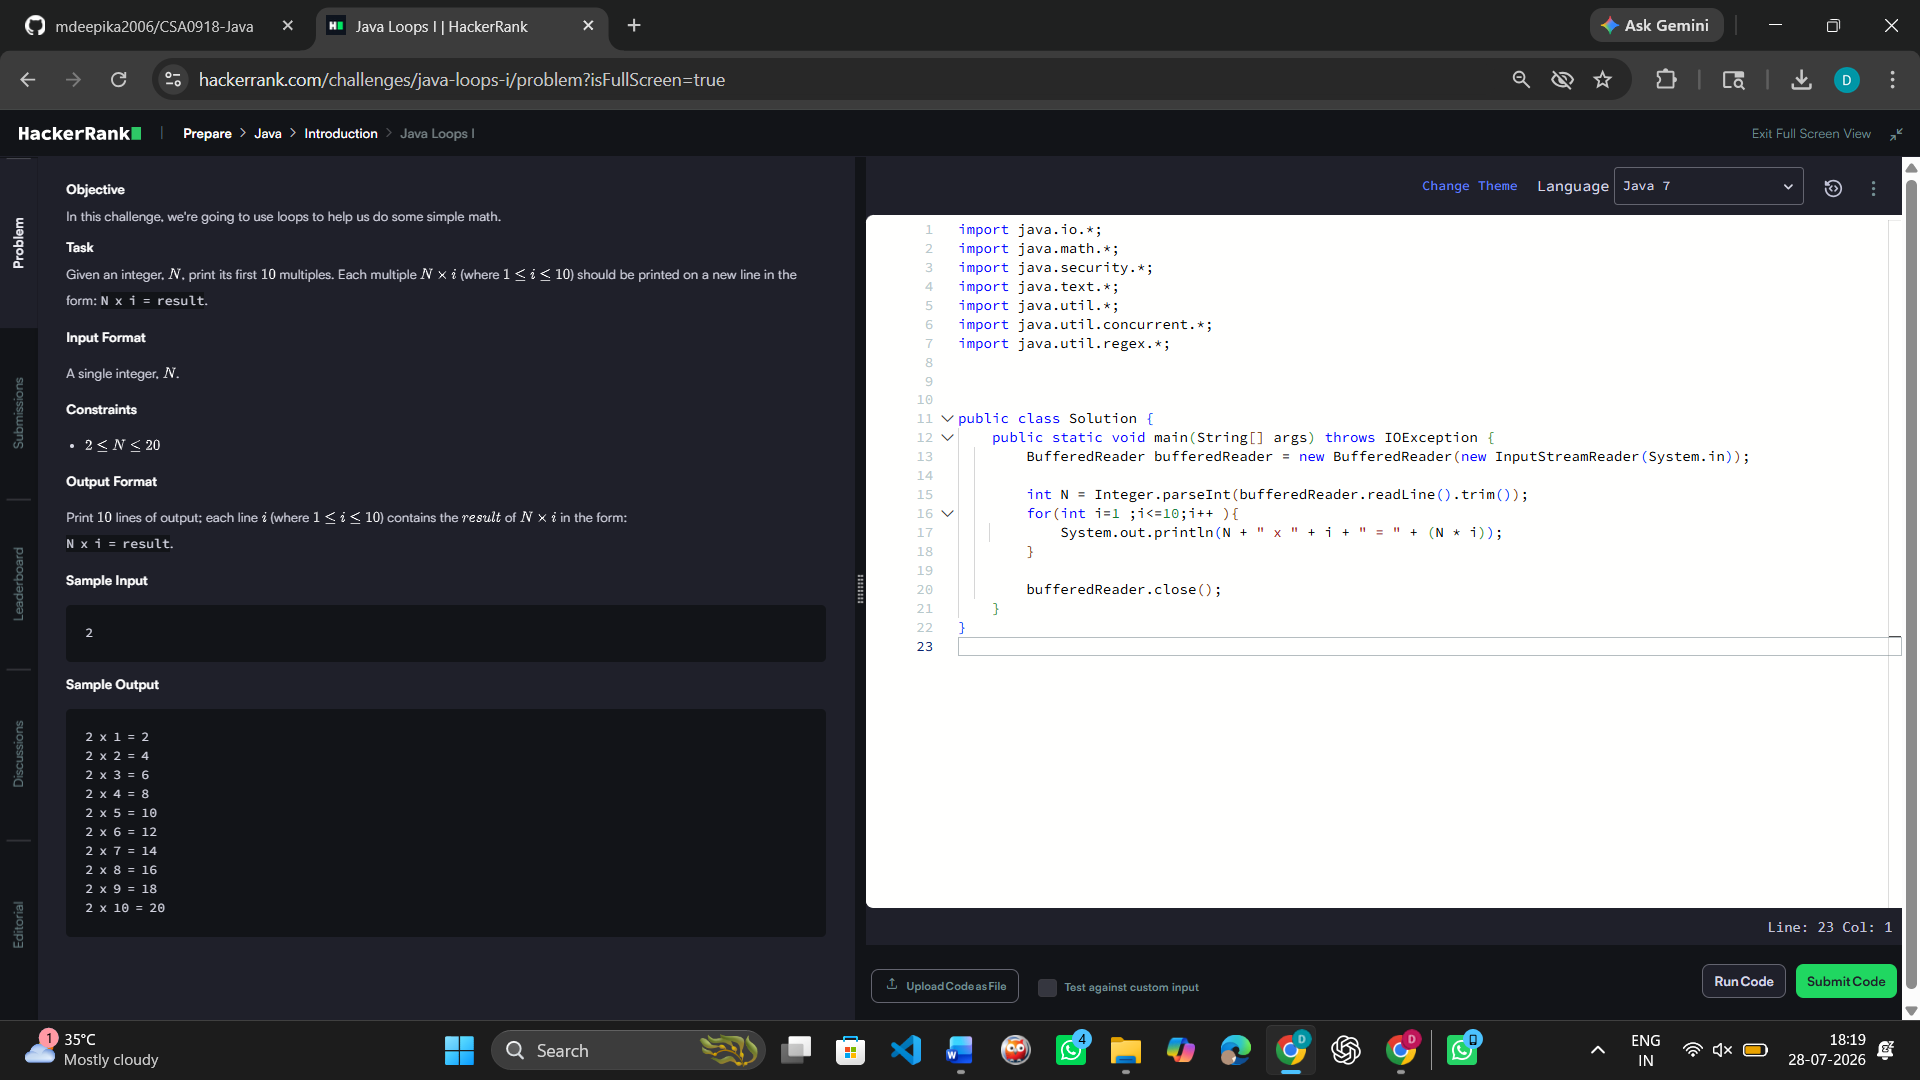 mdeepika2006/CSA0918-Java
Java Loops I | HackerRank
Ask Gemini
hackerrank.com/challenges/java-loops-i/problem?isFullScreen=true
D
HackerRank
Prepare > Java > Introduction > Java Loops I
Exit Full Screen View
Problem
Submissions
Leaderboard
Discussions
Editorial
Objective
In this challenge, we're going to use loops to help us do some simple math.
Task
Given an integer, N, print its first 10 multiples. Each multiple N × i (where 1 ≤ i ≤ 10) should be printed on a new line in the
form: N x i = result.
Input Format
A single integer, N.
Constraints
• 2 ≤ N ≤ 20
Output Format
Print 10 lines of output; each line i (where 1 ≤ i ≤ 10) contains the result of N × i in the form:
N x i = result.
Sample Input
2
Sample Output
2 x 1 = 2
2 x 2 = 4
2 x 3 = 6
2 x 4 = 8
2 x 5 = 10
2 x 6 = 12
2 x 7 = 14
2 x 8 = 16
2 x 9 = 18
2 x 10 = 20
Change Theme Language Java 7
1 import java.io.*;
2 import java.math.*;
3 import java.security.*;
4 import java.text.*;
5 import java.util.*;
6 import java.util.concurrent.*;
7 import java.util.regex.*;
8
9
10
11 public class Solution {
12 public static void main(String[] args) throws IOException {
13 BufferedReader bufferedReader = new BufferedReader(new InputStreamReader(System.in));
14
15 int N = Integer.parseInt(bufferedReader.readLine().trim());
16 for(int i=1 ;i<=10;i++ ){
17 System.out.println(N + " x " + i + " = " + (N * i));
18 }
19
20 bufferedReader.close();
21 }
22 }
23
Line: 23 Col: 1
Upload Code as File
Test against custom input
Run Code
Submit Code
1
35°C
Mostly cloudy
Search
4
D
D
ENG
IN
18:19
28-07-2026